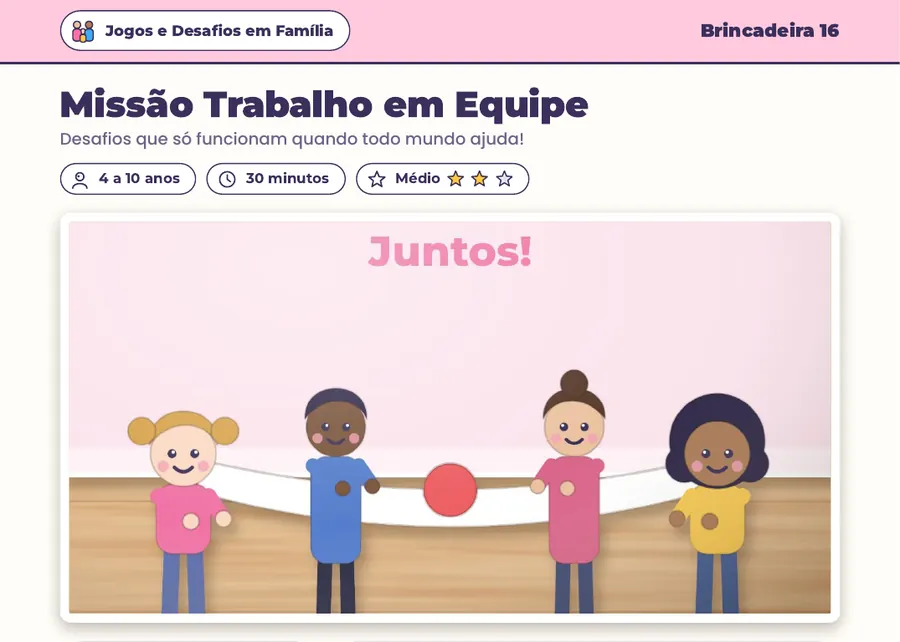 Jogos e Desafios em Família
Brincadeira 16
Missão Trabalho em Equipe
Desafios que só funcionam quando todo mundo ajuda!
4 a 10 anos
30 minutos
Médio
Juntos!